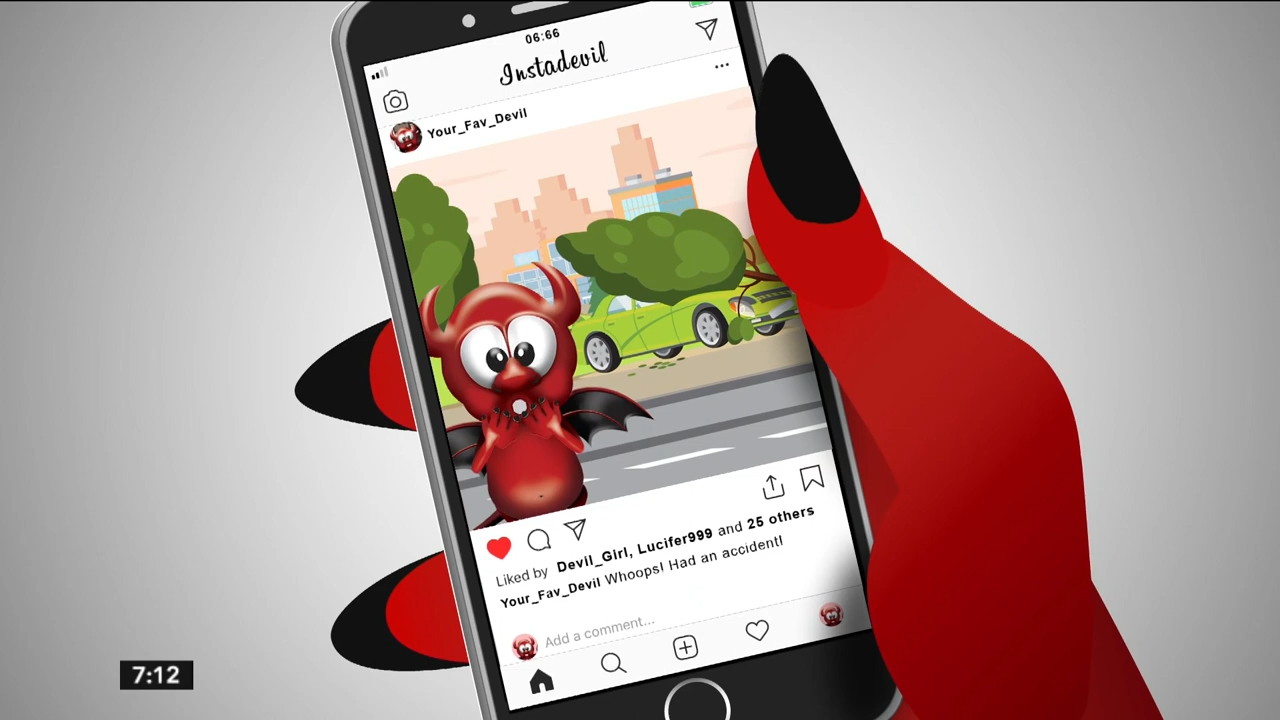 06:66
Instadevil
Your_Fav_Devil
Liked by Devil_Girl, Lucifer999 and 25 others
Your_Fav_Devil Whoops! Had an accident!
Add a comment...
7:12